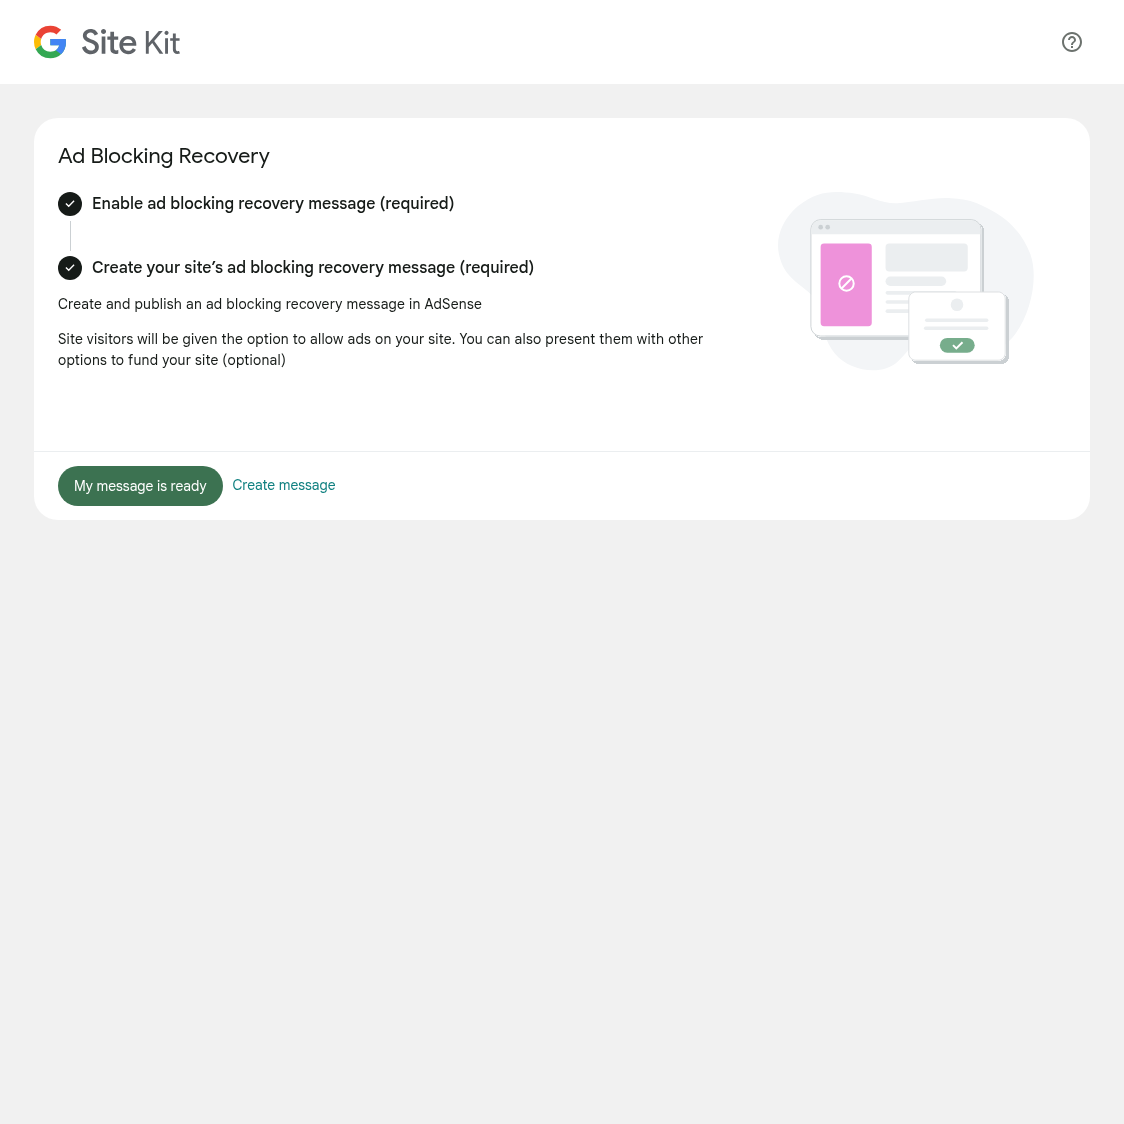 Site Kit
Ad Blocking Recovery
Enable ad blocking recovery message (required)
Create your site’s ad blocking recovery message (required)
Create and publish an ad blocking recovery message in AdSense
Site visitors will be given the option to allow ads on your site. You can also present them with other
options to fund your site (optional)
My message is ready
Create message